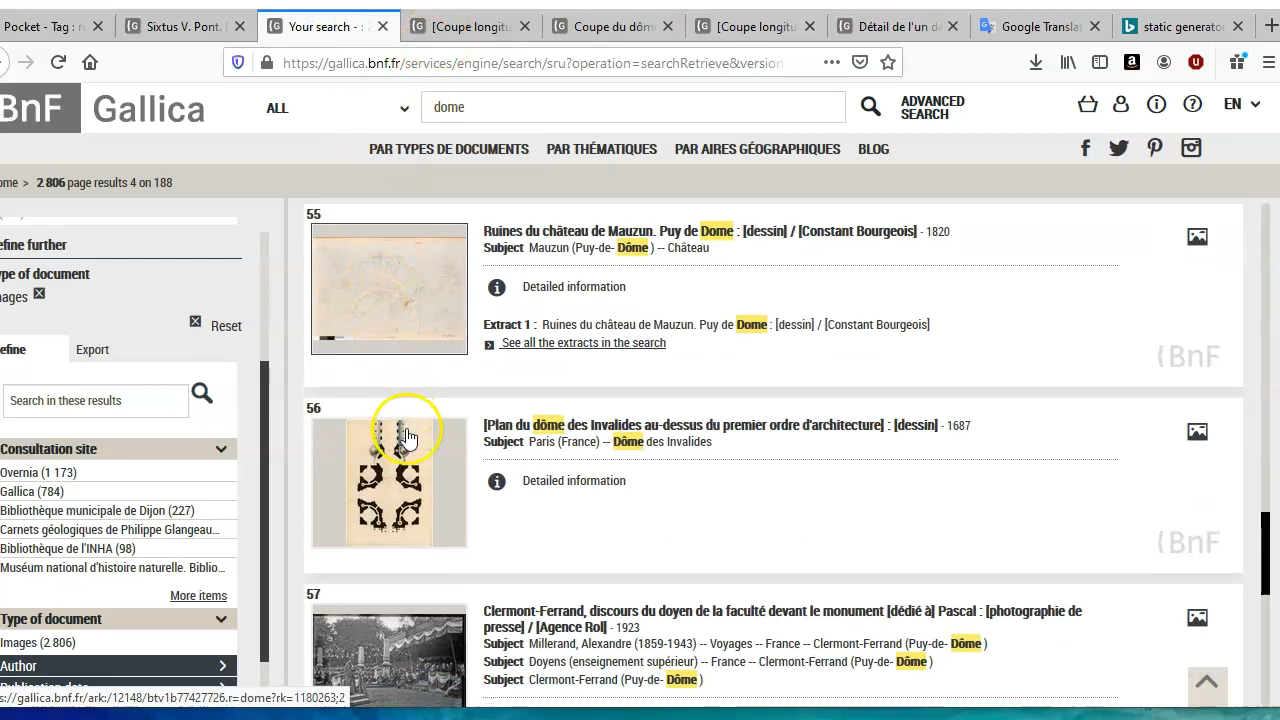 Pocket - Tag : r
Sixtus V. Pont.
Your search - : 2
[Coupe longitu
Coupe du dôm
[Coupe longitu
Détail de l'un d
Google Translat
static generato
https://gallica.bnf.fr/services/engine/search/sru?operation=searchRetrieve&version
BnF Gallica
ALL
dome
ADVANCED
SEARCH
EN
PAR TYPES DE DOCUMENTS PAR THÉMATIQUES PAR AIRES GÉOGRAPHIQUES BLOG
ome > 2 806 page results 4 on 188
efine further
ype of document
nages
Reset
efine Export
Search in these results
Consultation site
Overnia (1 173)
Gallica (784)
Bibliothèque municipale de Dijon (227)
Carnets géologiques de Philippe Glangeau...
Bibliothèque de l'INHA (98)
Muséum national d'histoire naturelle. Biblio...
More items
Type of document
Images (2 806)
Author
55
Ruines du château de Mauzun. Puy de Dome : [dessin] / [Constant Bourgeois] - 1820
Subject Mauzun (Puy-de- Dôme ) -- Château
Detailed information
Extract 1 : Ruines du château de Mauzun. Puy de Dome : [dessin] / [Constant Bourgeois]
See all the extracts in the search
BnF
56
[Plan du dôme des Invalides au-dessus du premier ordre d'architecture] : [dessin] - 1687
Subject Paris (France) -- Dôme des Invalides
Detailed information
BnF
57
Clermont-Ferrand, discours du doyen de la faculté devant le monument [dédié à] Pascal : [photographie de
presse] / [Agence Rol] - 1923
Subject Millerand, Alexandre (1859-1943) -- Voyages -- France -- Clermont-Ferrand (Puy-de- Dôme )
Subject Doyens (enseignement supérieur) -- France -- Clermont-Ferrand (Puy-de- Dôme )
Subject Clermont-Ferrand (Puy-de- Dôme )
s://gallica.bnf.fr/ark:/12148/btv1b77427726.r=dome?rk=1180263;2